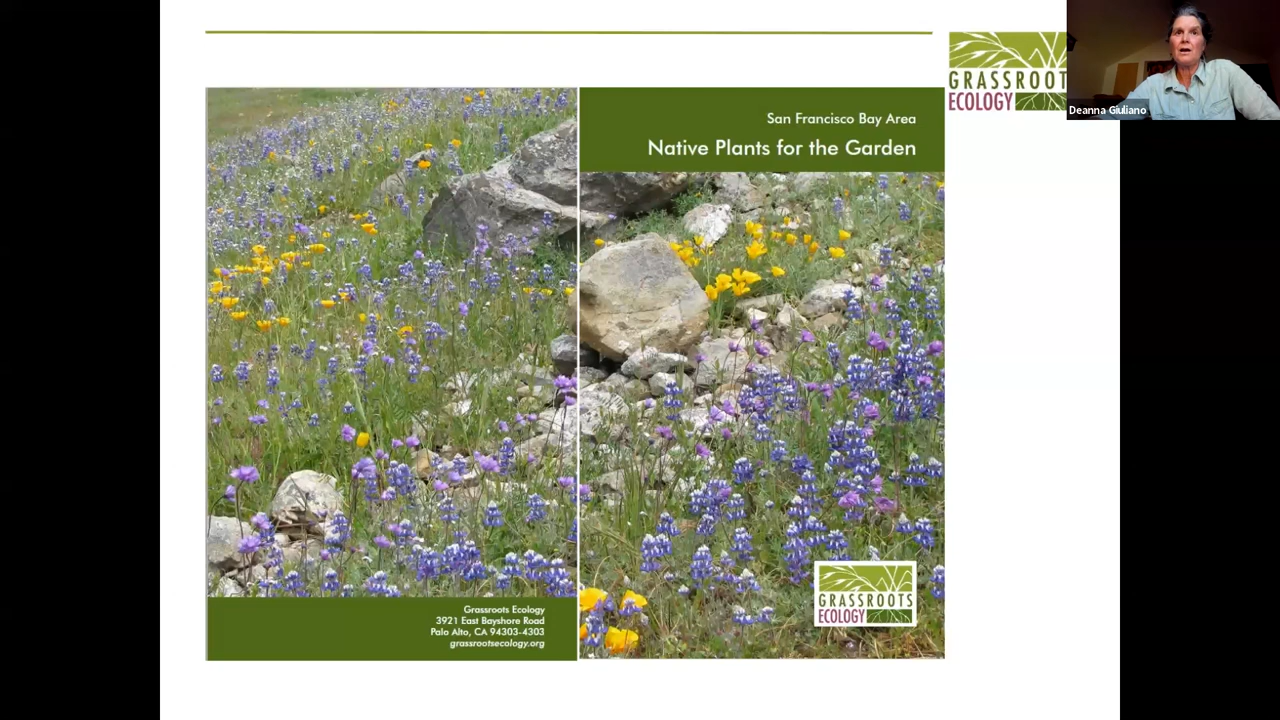 San Francisco Bay Area
Native Plants for the Garden
GRASSROOTS
ECOLOGY
Grassroots Ecology
3921 East Bayshore Road
Palo Alto, CA 94303-4303
grassrootsecology.org
GRASSROOT
ECOLOGY
Deanna Giuliano